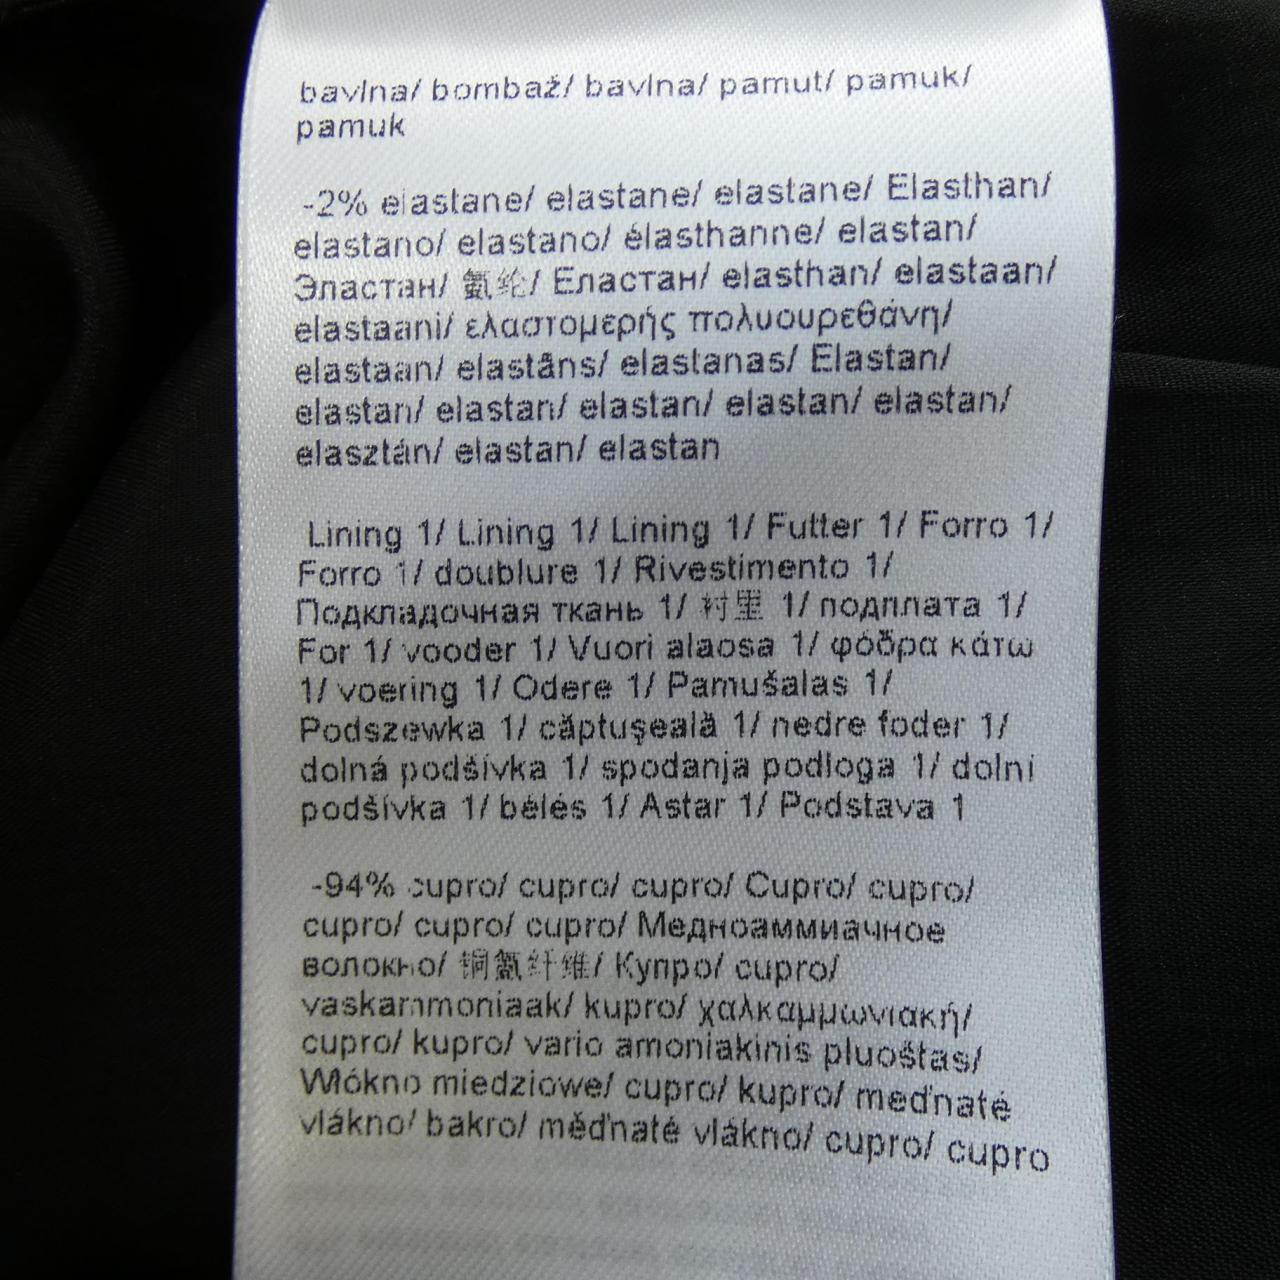 bavlna/ bombaž/ bavlna/ pamut/ pamuk/
pamuk
-2% elastane/ elastane/ elastane/ Elasthan/
elastano/ elastano/ élasthanne/ elastan/
Эластан/ 氨纶/ Еластан/ elasthan/ elastaan/
elastaani/ ελαστομερής πολυουρεθάνη/
elastaan/ elastāns/ elastanas/ Elastan/
elastan/ elastan/ elastan/ elastan/ elastan/
elasztán/ elastan/ elastan
Lining 1/ Lining 1/ Lining 1/ Futter 1/ Forro 1/
Forro 1/ doublure 1/ Rivestimento 1/
Подкладочная ткань 1/ 衬里 1/ подплата 1/
For 1/ vooder 1/ Vuori alaosa 1/ φόδρα κάτω
1/ voering 1/ Odere 1/ Pamušalas 1/
Podszewka 1/ căptuşeală 1/ nedre foder 1/
dolná podšívka 1/ spodanja podloga 1/ dolní
podšívka 1/ bélés 1/ Astar 1/ Podstava 1
-94% cupro/ cupro/ cupro/ Cupro/ cupro/
cupro/ cupro/ cupro/ Медноаммиачное
волокно/ 铜氨纤维/ Купро/ cupro/
vaskammoniaak/ kupro/ χαλκαμμωνιακή/
cupro/ kupro/ vario amoniakinis pluoštas/
Włókno miedziowe/ cupro/ kupro/ meďnaté
vlákno/ bakro/ měďnaté vlákno/ cupro/ cupro